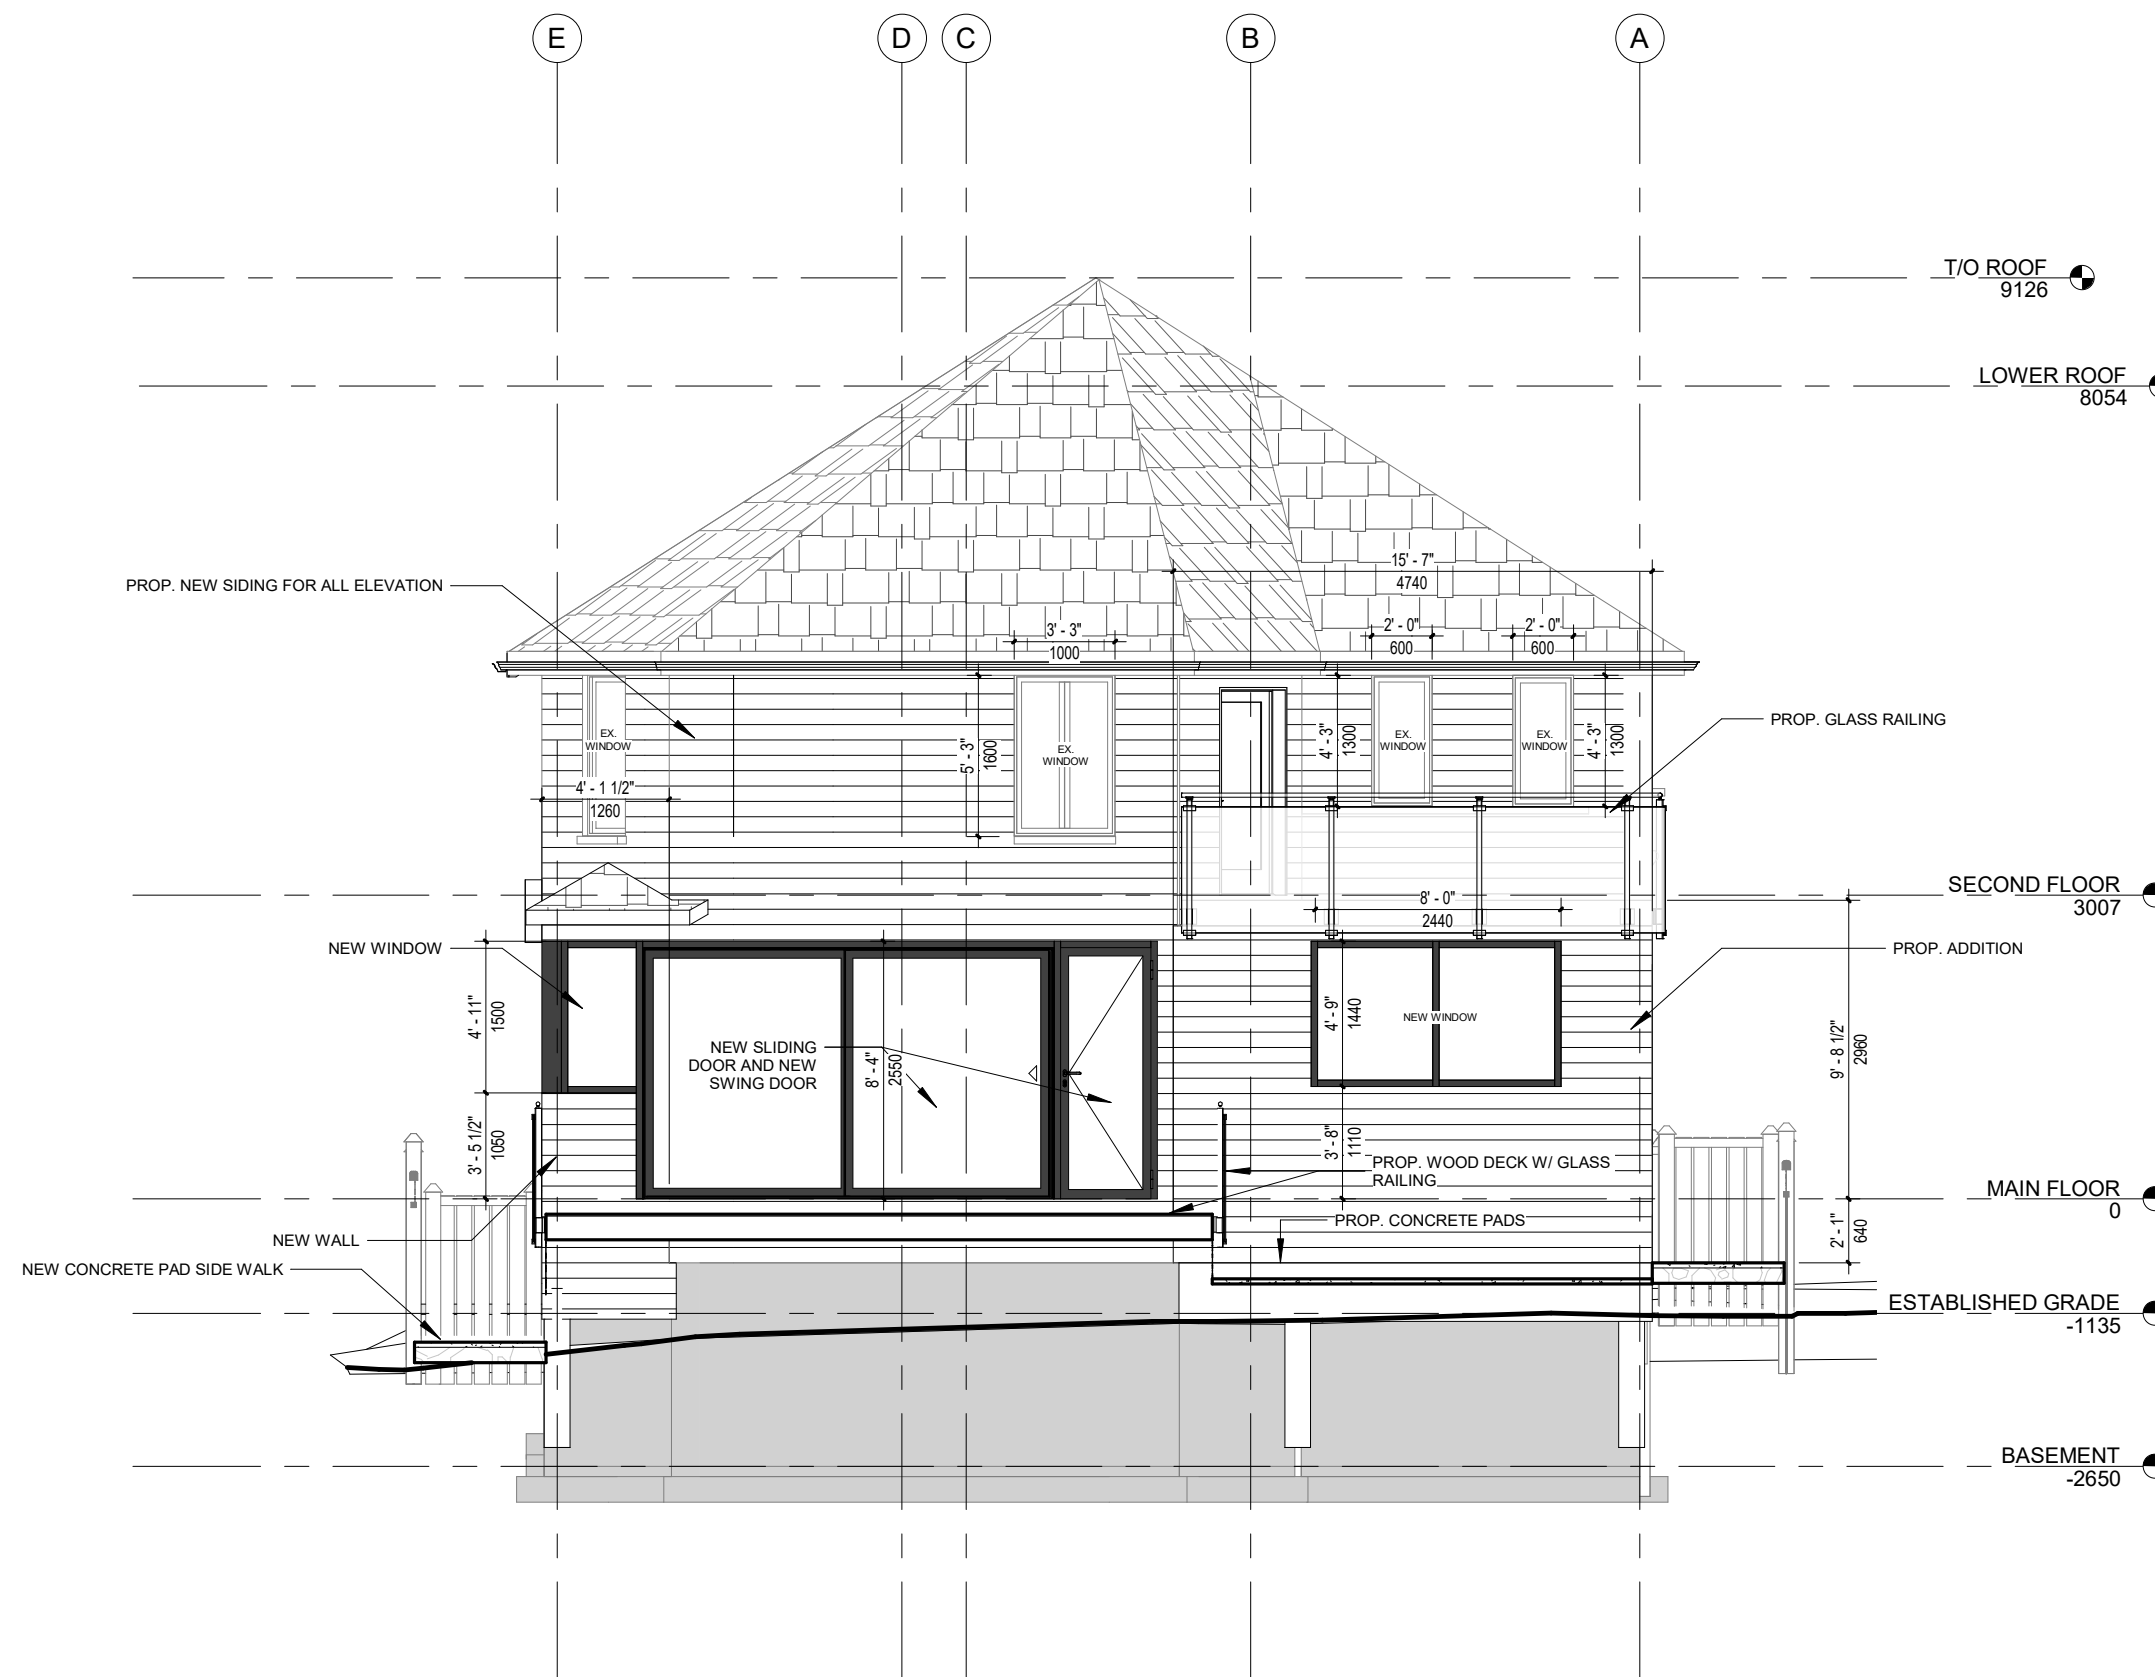 E
D
C
B
A
T/O ROOF
9126
LOWER ROOF
8054
15' - 7"
4740
PROP. NEW SIDING FOR ALL ELEVATION
3' - 3"
1000
2' - 0"
600
2' - 0"
600
PROP. GLASS RAILING
EX.
WINDOW
4' - 1 1/2"
1260
5' - 3"
1600
EX.
WINDOW
4' - 3"
1300
EX.
WINDOW
EX.
WINDOW
4' - 3"
1300
SECOND FLOOR
3007
8' - 0"
2440
NEW WINDOW
PROP. ADDITION
4' - 11"
1500
NEW SLIDING
DOOR AND NEW
SWING DOOR
8' - 4"
2550
4' - 9"
1440
NEW WINDOW
9' - 8 1/2"
2960
3' - 5 1/2"
1050
3' - 8"
1110
PROP. WOOD DECK W/ GLASS
RAILING
MAIN FLOOR
0
PROP. CONCRETE PADS
2' - 1"
640
NEW WALL
NEW CONCRETE PAD SIDE WALK
ESTABLISHED GRADE
-1135
BASEMENT
-2650